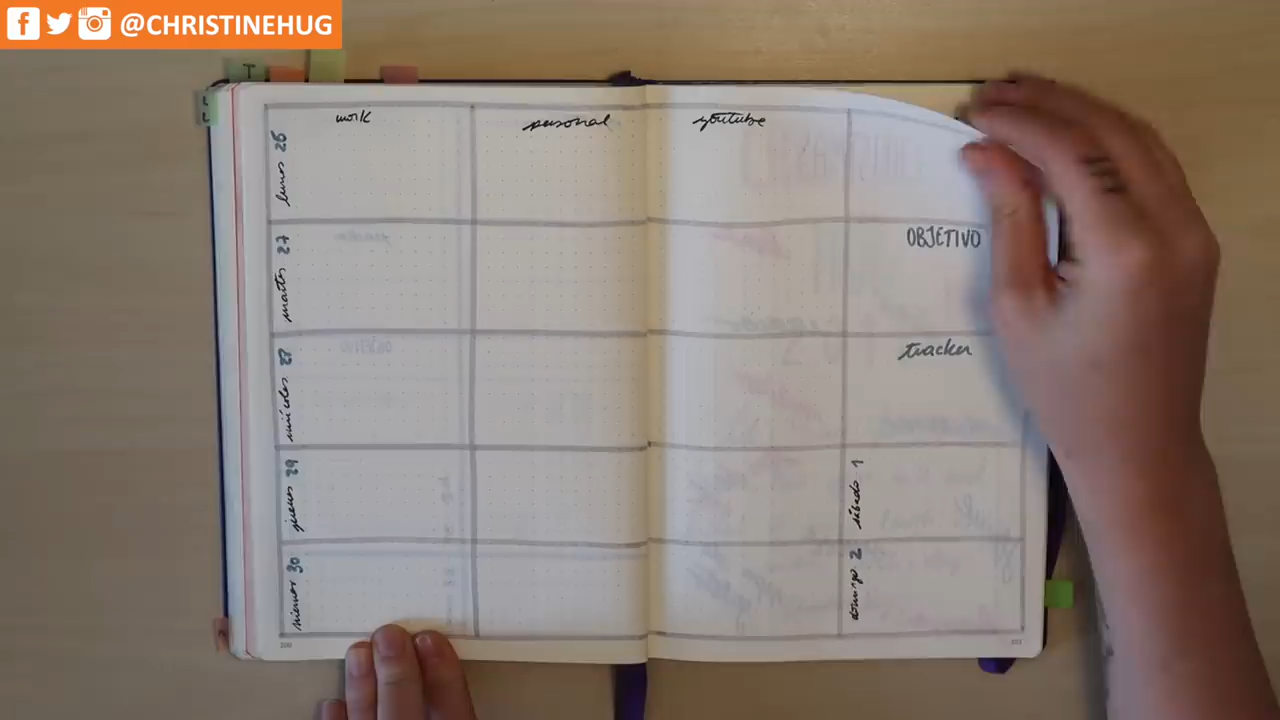 @CHRISTINEHUG
T
work
personal
youtube
lunes 26
martes 27
OBJETIVO
miércoles 28
tracker
jueves 29
sábado 1
viernes 30
domingo 2